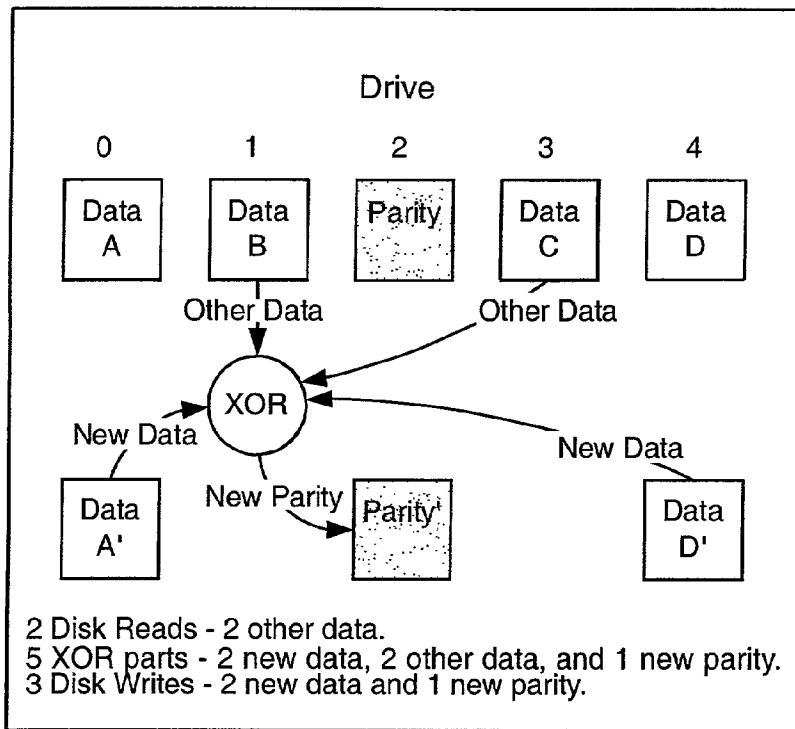 Drive
0 1 2 3 4
Data A
Data B
Parity
Data C
Data D
Other Data
Other Data
XOR
New Data
New Data
New Parity
Data A'
Parity'
Data D'
2 Disk Reads - 2 other data.
5 XOR parts - 2 new data, 2 other data, and 1 new parity.
3 Disk Writes - 2 new data and 1 new parity.